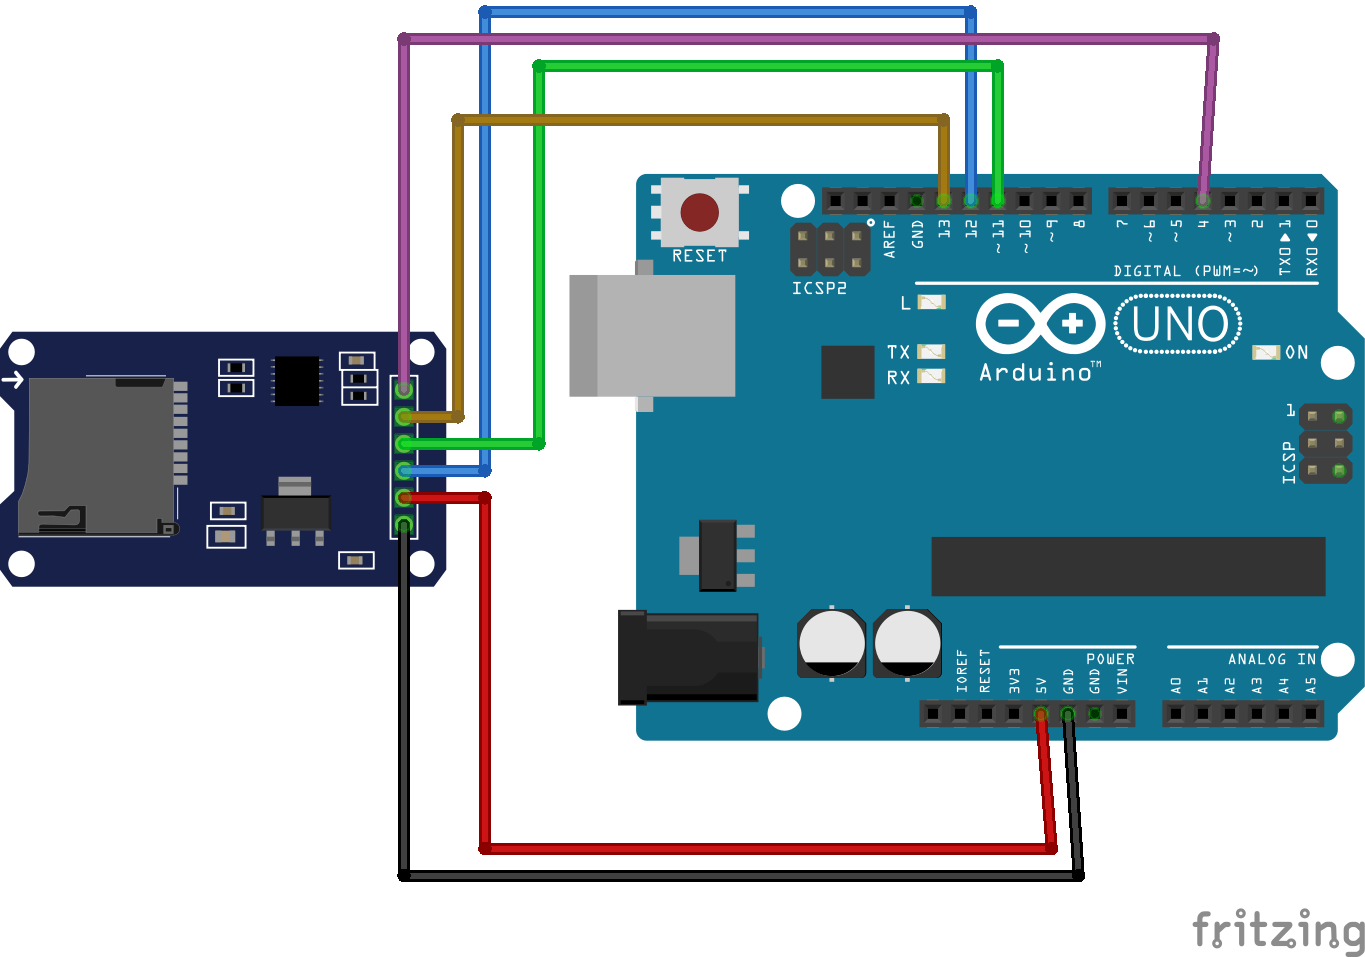 RESET
ICSP2
AREF
GND
13
12
~11
~10
~9
8
7
~6
~5
4
~3
2
TX0▶1
RX0◀0
DIGITAL (PWM=~)
L
TX
RX
UNO
Arduino™
ON
1
ICSP
IOREF
RESET
3V3
5V
GND
GND
VIN
POWER
A0
A1
A2
A3
A4
A5
ANALOG IN
fritzing